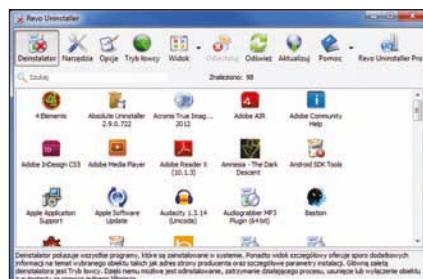 Revo Uninstaller
Deinstalator Narzędzia Opcje Tryb łowcy Widok Odinstaluj Odśwież Aktualizuj Pomoc Revo Uninstaller Pro
Szukaj Znaleziono: 98
4 Elements Absolute Uninstaller 2.9.0.722 Acronis True Imag... 2012 Adobe AIR Adobe Community Help
Adobe InDesign CS3 Adobe Media Player Adobe Reader X (10.1.3) Amnesia - The Dark Descent Android SDK Tools
Apple Application Support Apple Software Update Audacity 1.3.14 (Unicode) Audiograbber MP3 Plugin (64bit) Bastion
Deinstalator pokazuje wszystkie programy, które są zainstalowane w systemie. Ponadto widok szczegółowy oferuje sporo dodatkowych
informacji na temat wybranego obiektu takich jak adres strony producenta oraz szczegółowe parametry instalacji. Główną zaletą
deinstalatora jest Tryb łowcy. Dzięki niemu możliwe jest odinstalowanie, zatrzymanie działającego procesu, usunięcie lub wyłączenie obiektu